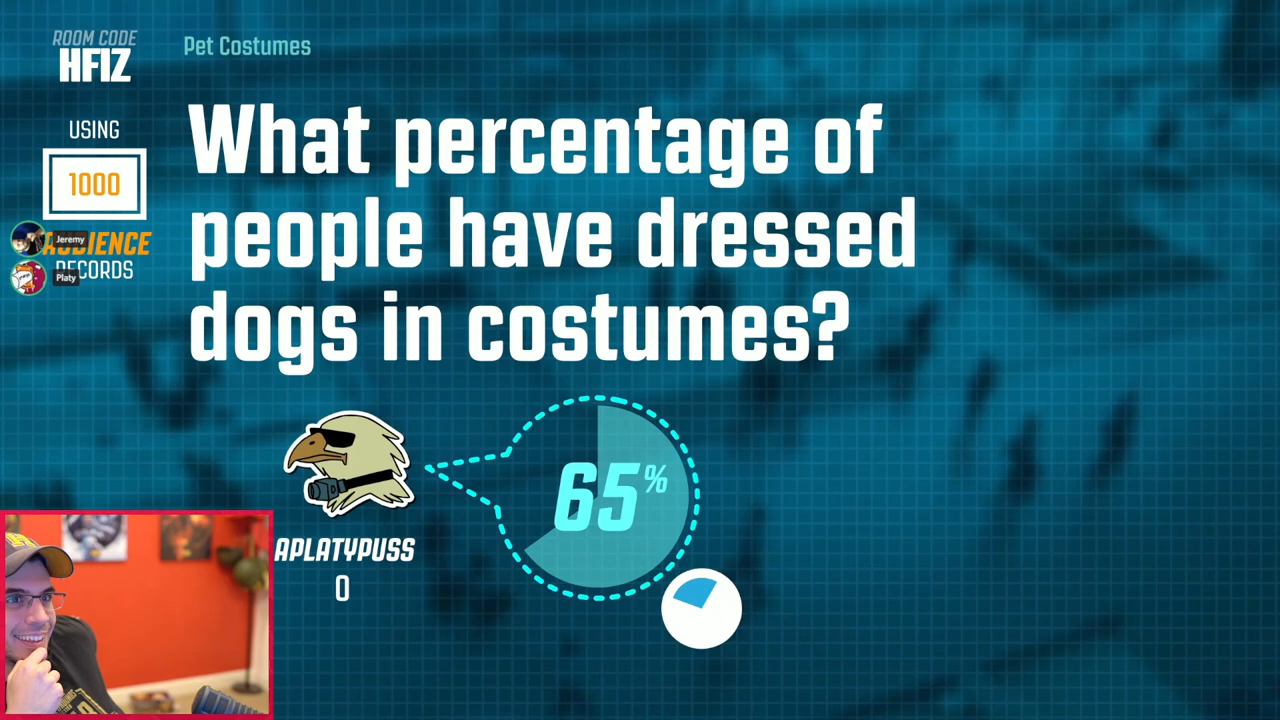 ROOM CODE
HFIZ
Pet Costumes
What percentage of
people have dressed
dogs in costumes?
USING
1000
AUDIENCE
Jeremy
RECORDS
Platy
65%
APLATYPUSS
0